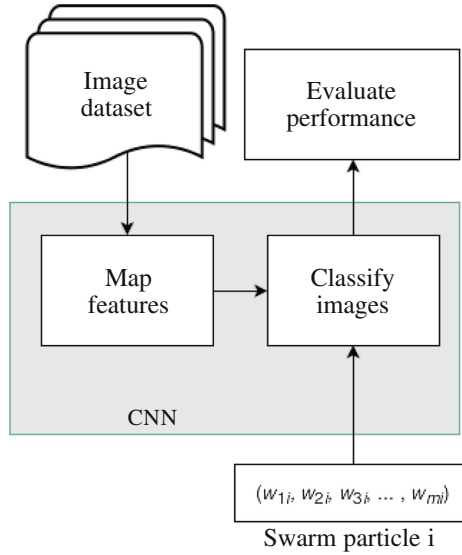 Image
dataset
Evaluate
performance
Map
features
Classify
images
CNN
(w1i, w2i, w3i, ... , wmi)
Swarm particle i